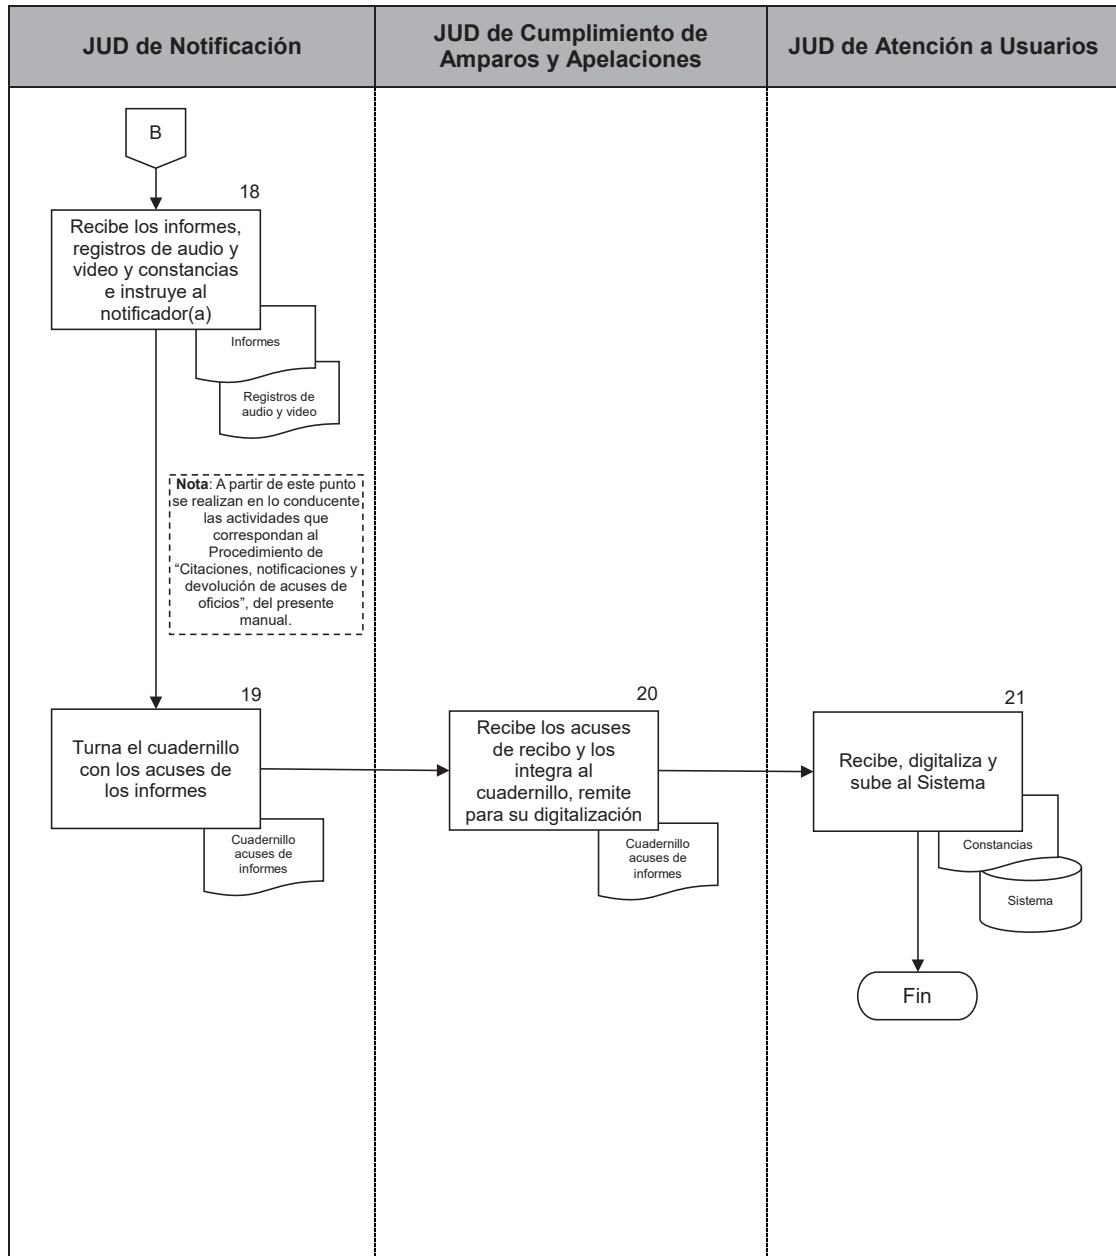 JUD de Notificación
JUD de Cumplimiento de
Amparos y Apelaciones
JUD de Atención a Usuarios
B
18
Recibe los informes,
registros de audio y
video y constancias
e instruye al
notificador(a)
Informes
Registros de
audio y video
Nota: A partir de este punto
se realizan en lo conducente
las actividades que
correspondan al
Procedimiento de
“Citaciones, notificaciones y
devolución de acuses de
oficios”, del presente
manual.
19
Turna el cuadernillo
con los acuses de
los informes
Cuadernillo
acuses de
informes
20
Recibe los acuses
de recibo y los
integra al
cuadernillo, remite
para su digitalización
Cuadernillo
acuses de
informes
21
Recibe, digitaliza y
sube al Sistema
Constancias
Sistema
Fin